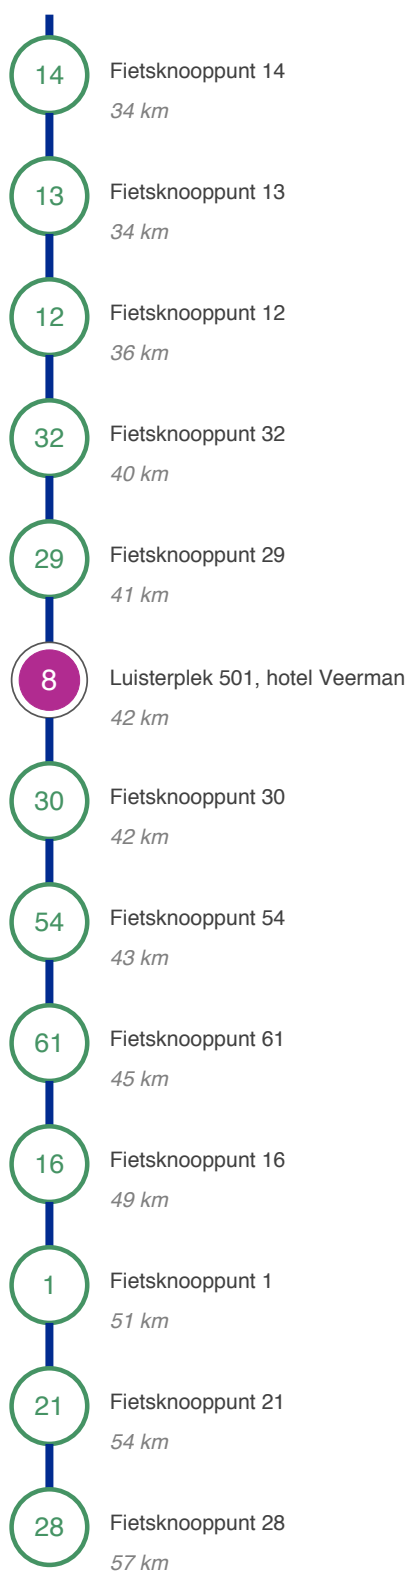 14
Fietsknooppunt 14
34 km
13
Fietsknooppunt 13
34 km
12
Fietsknooppunt 12
36 km
32
Fietsknooppunt 32
40 km
29
Fietsknooppunt 29
41 km
8
Luisterplek 501, hotel Veerman
42 km
30
Fietsknooppunt 30
42 km
54
Fietsknooppunt 54
43 km
61
Fietsknooppunt 61
45 km
16
Fietsknooppunt 16
49 km
1
Fietsknooppunt 1
51 km
21
Fietsknooppunt 21
54 km
28
Fietsknooppunt 28
57 km